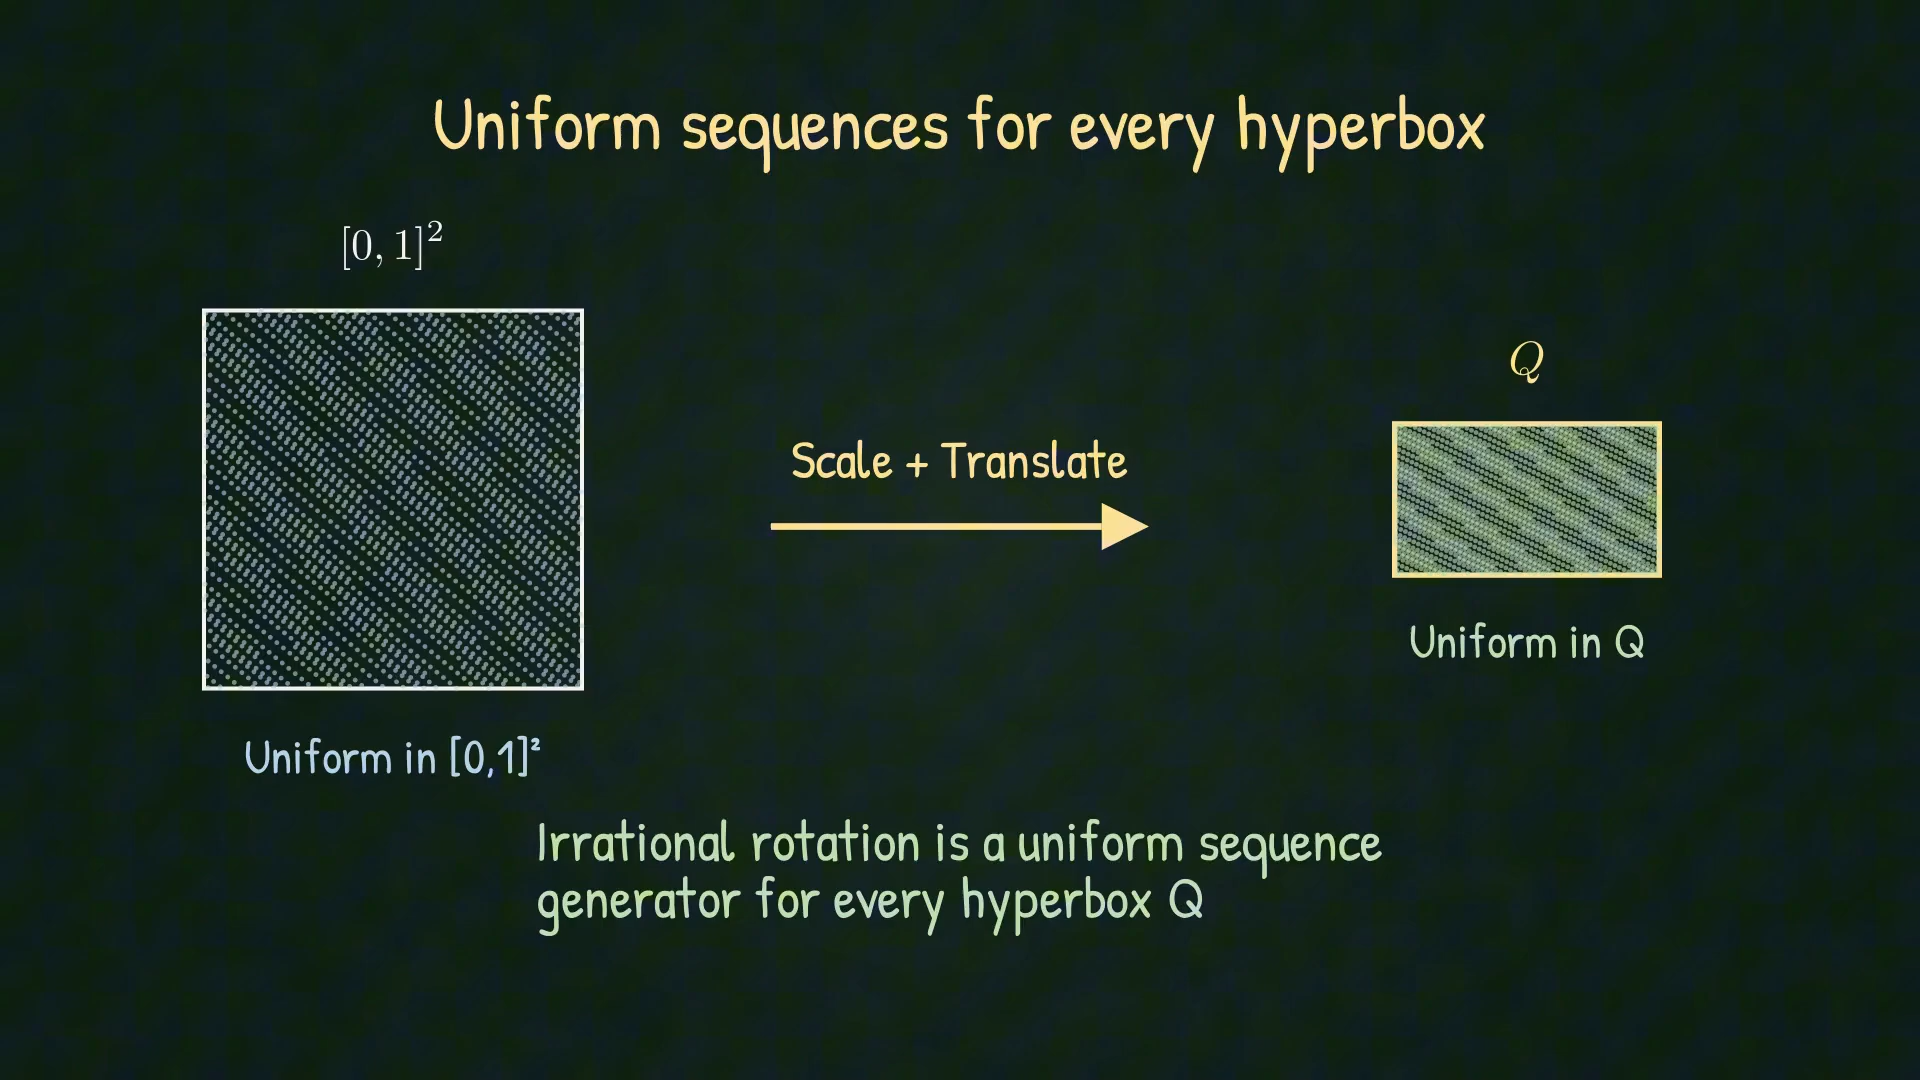 Uniform sequences for every hyperbox
[0, 1]²
Q
Scale + Translate
Uniform in Q
Uniform in [0,1]²
Irrational rotation is a uniform sequence
generator for every hyperbox Q